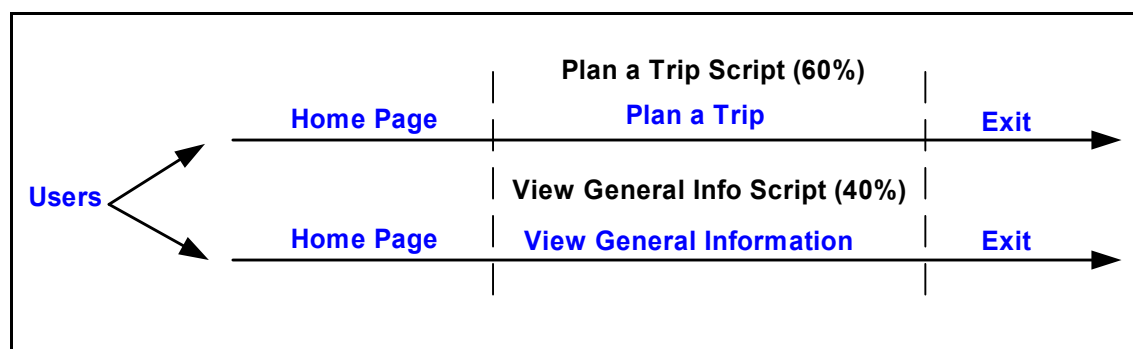 Plan a Trip Script (60%)
Home Page Plan a Trip Exit
Users
View General Info Script (40%)
Home Page View General Information Exit